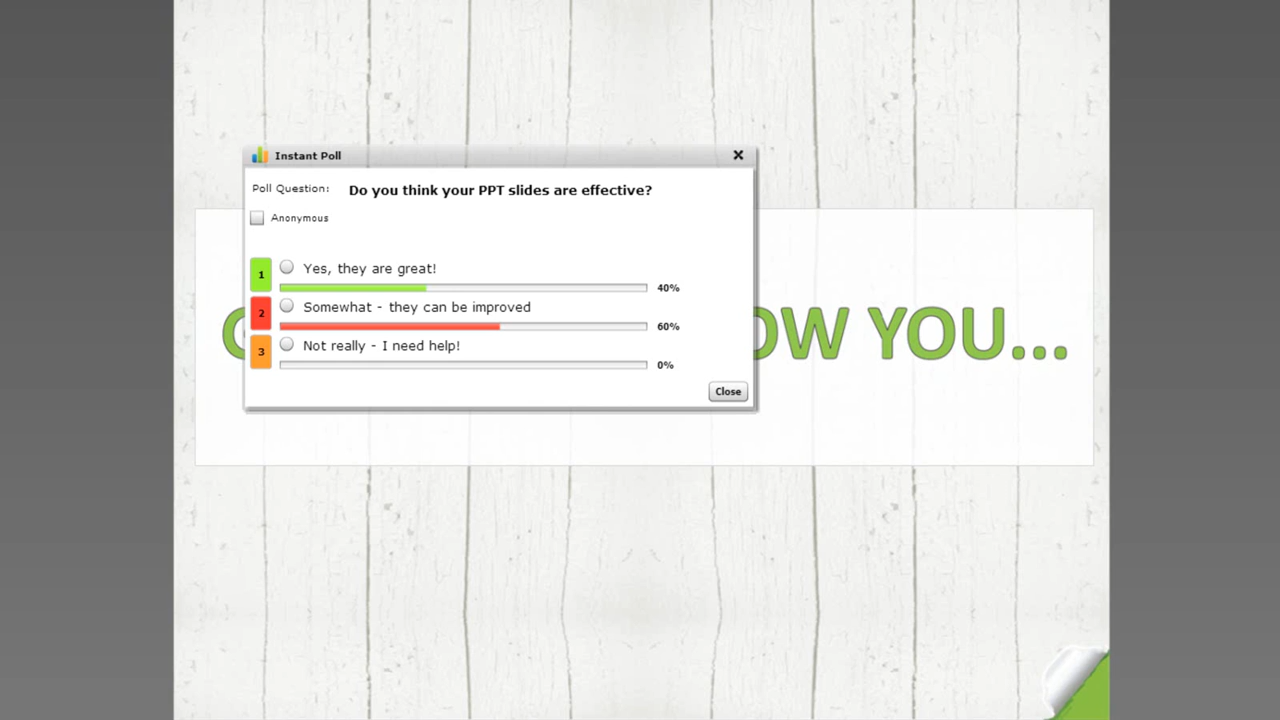 Instant Poll
Poll Question: Do you think your PPT slides are effective?
Anonymous
1 Yes, they are great!
40%
2 Somewhat - they can be improved
60%
3 Not really - I need help!
0%
Close
YOU...